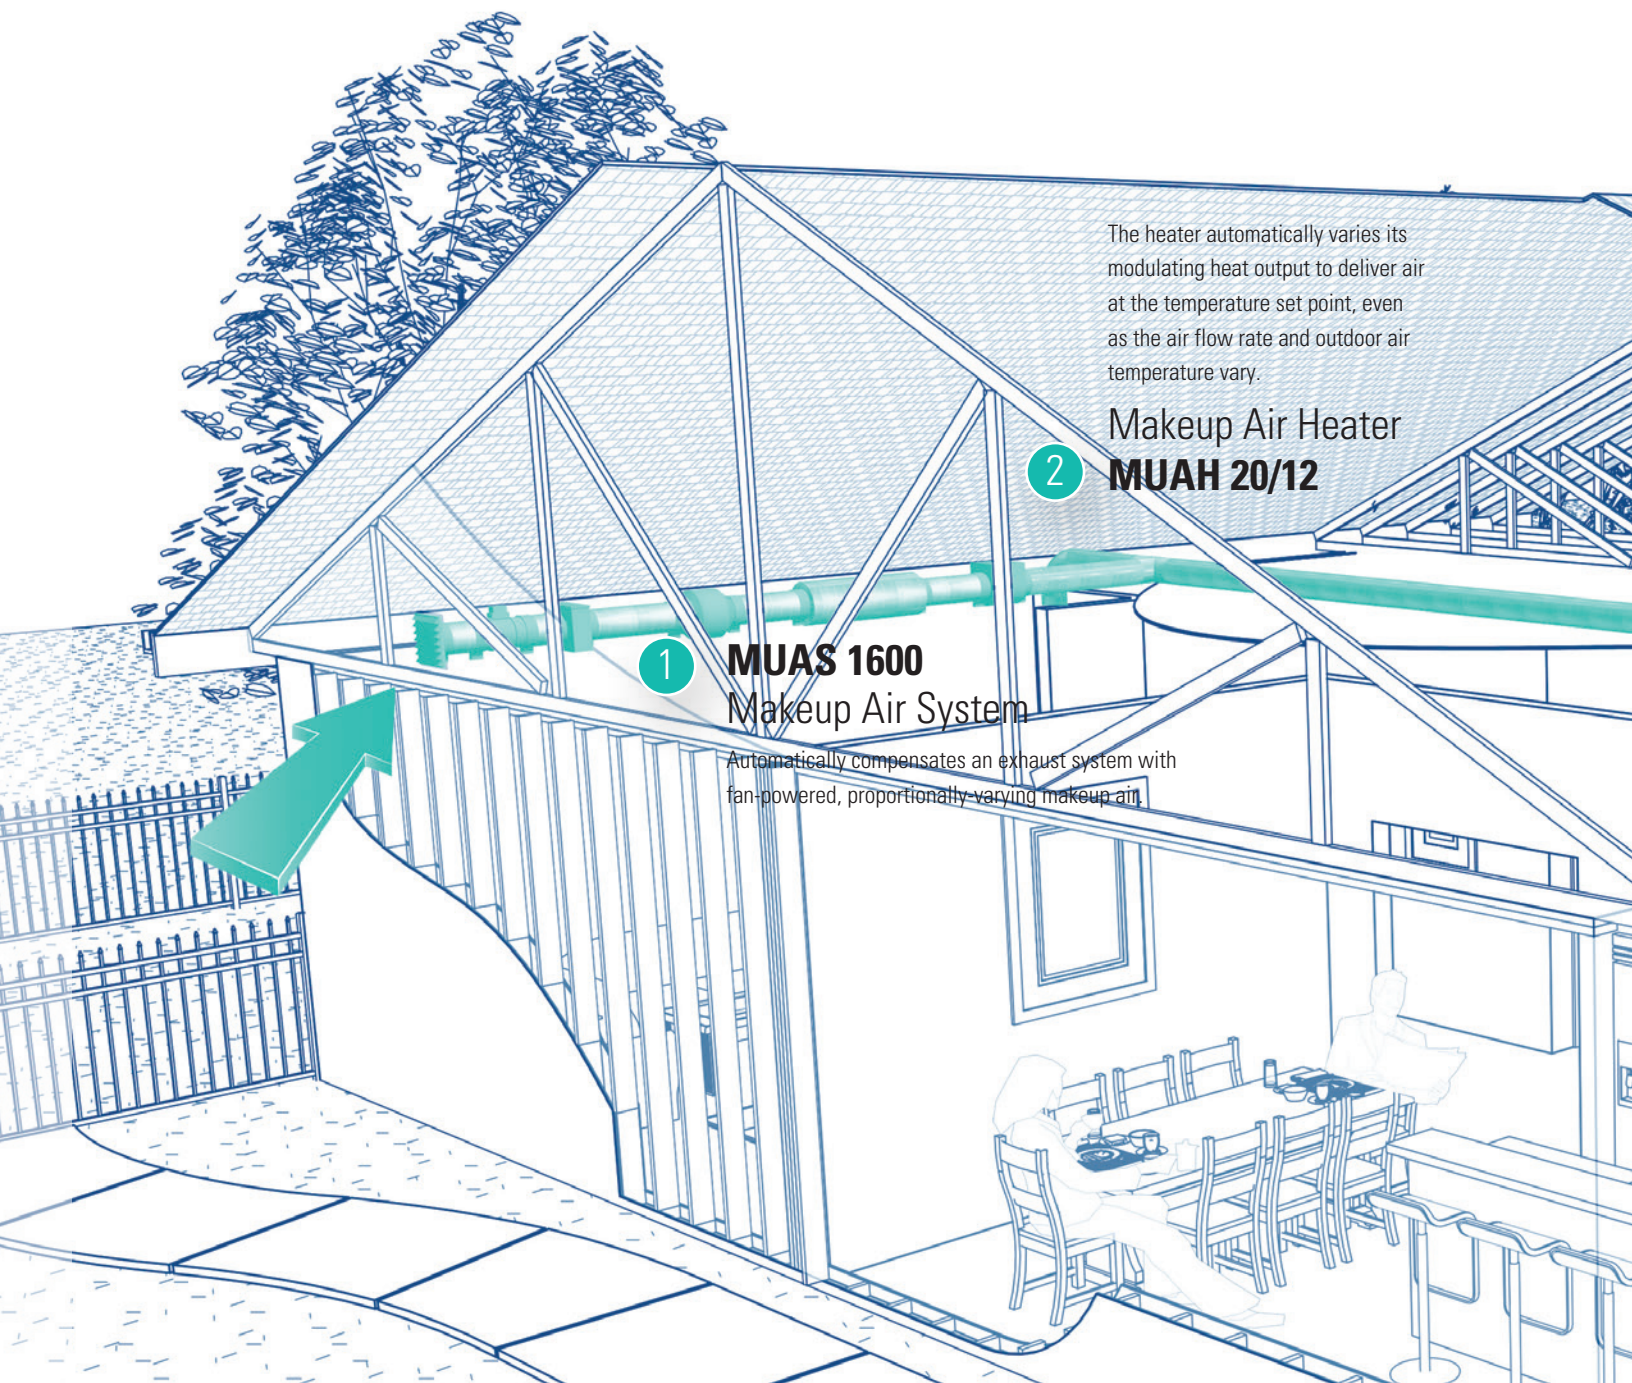 The heater automatically varies its
modulating heat output to deliver air
at the temperature set point, even
as the air flow rate and outdoor air
temperature vary.
Makeup Air Heater
2
MUAH 20/12
1
MUAS 1600
Makeup Air System
Automatically compensates an exhaust system with
fan-powered, proportionally-varying makeup air.